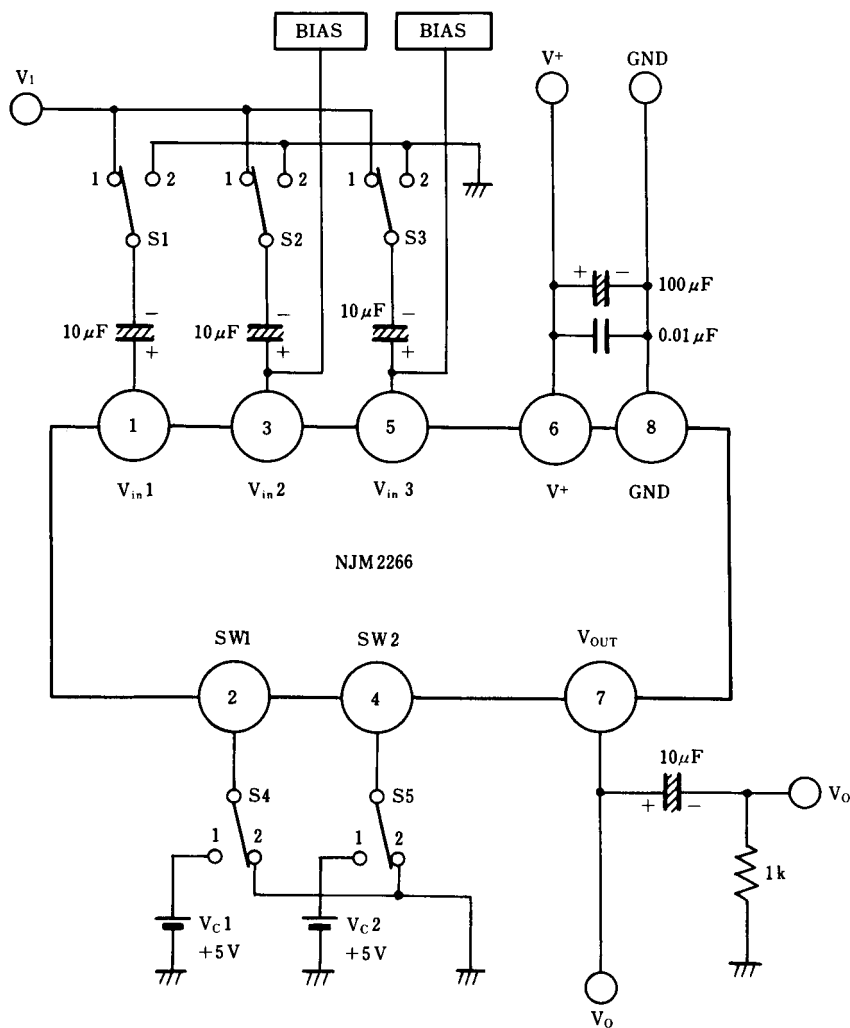 BIAS BIAS
V+ GND
V1
1 2 1 2 1 2
S1 S2 S3
+ − 100μF
− − 10μF −
10μF 10μF 0.01μF
+ + +
1 3 5 6 8
Vin1 Vin2 Vin3 V+ GND
NJM2266
SW1 SW2 VOUT
2 4 7
10μF
S4 S5
+ − VO
1 2 1 2
1k
VC1 VC2
+5V +5V
VO